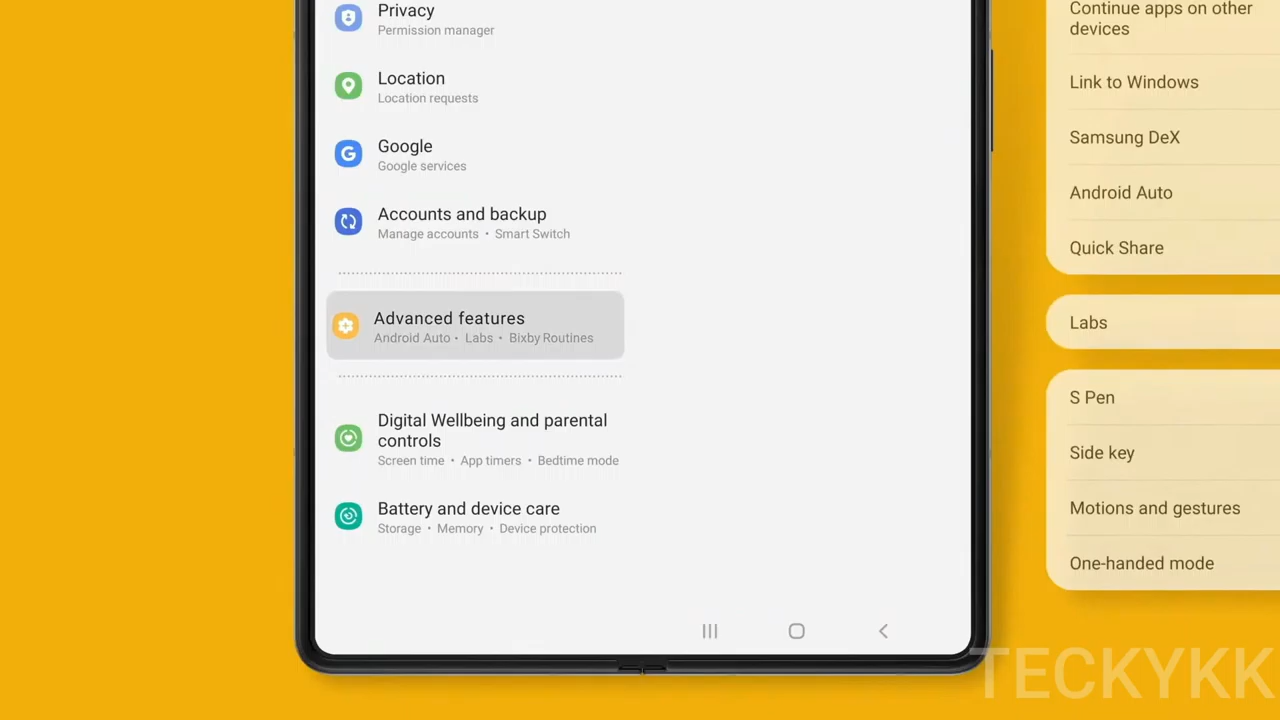 Privacy
Permission manager
Location
Location requests
Google
Google services
Accounts and backup
Manage accounts • Smart Switch
Advanced features
Android Auto • Labs • Bixby Routines
Digital Wellbeing and parental
controls
Screen time • App timers • Bedtime mode
Battery and device care
Storage • Memory • Device protection
Continue apps on other
devices
Link to Windows
Samsung DeX
Android Auto
Quick Share
Labs
S Pen
Side key
Motions and gestures
One-handed mode
TECKYKK